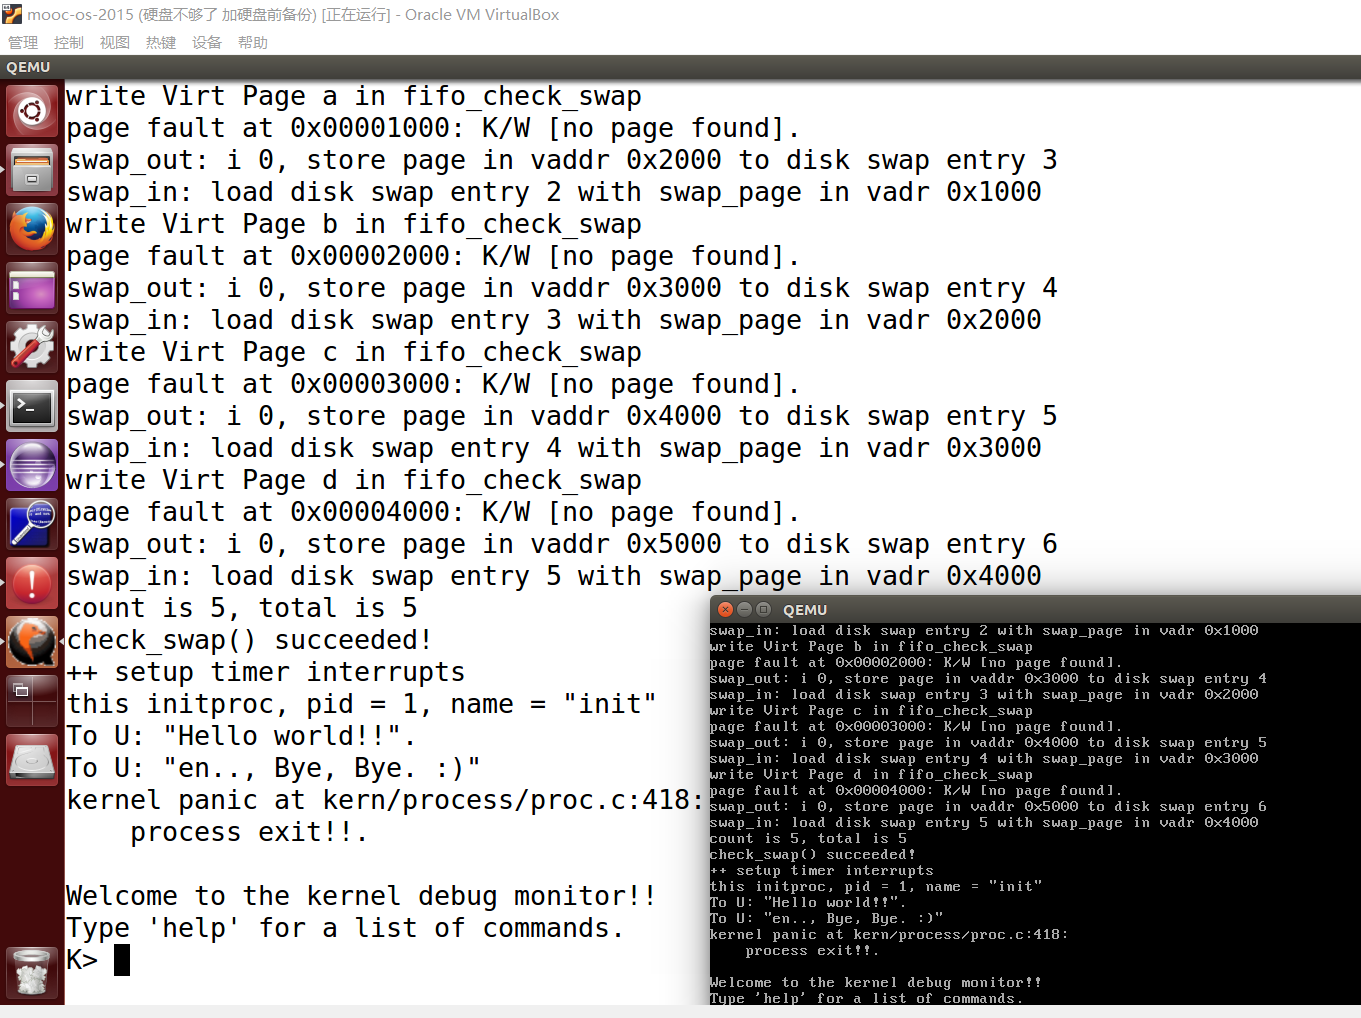 mooc-os-2015 (硬盘不够了 加硬盘前备份) [正在运行] - Oracle VM VirtualBox
管理 控制 视图 热键 设备 帮助
QEMU
write Virt Page a in fifo_check_swap
page fault at 0x00001000: K/W [no page found].
swap_out: i 0, store page in vaddr 0x2000 to disk swap entry 3
swap_in: load disk swap entry 2 with swap_page in vadr 0x1000
write Virt Page b in fifo_check_swap
page fault at 0x00002000: K/W [no page found].
swap_out: i 0, store page in vaddr 0x3000 to disk swap entry 4
swap_in: load disk swap entry 3 with swap_page in vadr 0x2000
write Virt Page c in fifo_check_swap
page fault at 0x00003000: K/W [no page found].
swap_out: i 0, store page in vaddr 0x4000 to disk swap entry 5
swap_in: load disk swap entry 4 with swap_page in vadr 0x3000
write Virt Page d in fifo_check_swap
page fault at 0x00004000: K/W [no page found].
swap_out: i 0, store page in vaddr 0x5000 to disk swap entry 6
swap_in: load disk swap entry 5 with swap_page in vadr 0x4000
count is 5, total is 5
check_swap() succeeded!
++ setup timer interrupts
this initproc, pid = 1, name = "init"
To U: "Hello world!!".
To U: "en.., Bye, Bye. :)"
kernel panic at kern/process/proc.c:418:
    process exit!!.

Welcome to the kernel debug monitor!!
Type 'help' for a list of commands.
K>
QEMU
swap_in: load disk swap entry 2 with swap_page in vadr 0x1000
write Virt Page b in fifo_check_swap
page fault at 0x00002000: K/W [no page found].
swap_out: i 0, store page in vaddr 0x3000 to disk swap entry 4
swap_in: load disk swap entry 3 with swap_page in vadr 0x2000
write Virt Page c in fifo_check_swap
page fault at 0x00003000: K/W [no page found].
swap_out: i 0, store page in vaddr 0x4000 to disk swap entry 5
swap_in: load disk swap entry 4 with swap_page in vadr 0x3000
write Virt Page d in fifo_check_swap
page fault at 0x00004000: K/W [no page found].
swap_out: i 0, store page in vaddr 0x5000 to disk swap entry 6
swap_in: load disk swap entry 5 with swap_page in vadr 0x4000
count is 5, total is 5
check_swap() succeeded!
++ setup timer interrupts
this initproc, pid = 1, name = "init"
To U: "Hello world!!".
To U: "en.., Bye, Bye. :)"
kernel panic at kern/process/proc.c:418:
    process exit!!.

Welcome to the kernel debug monitor!!
Type 'help' for a list of commands.